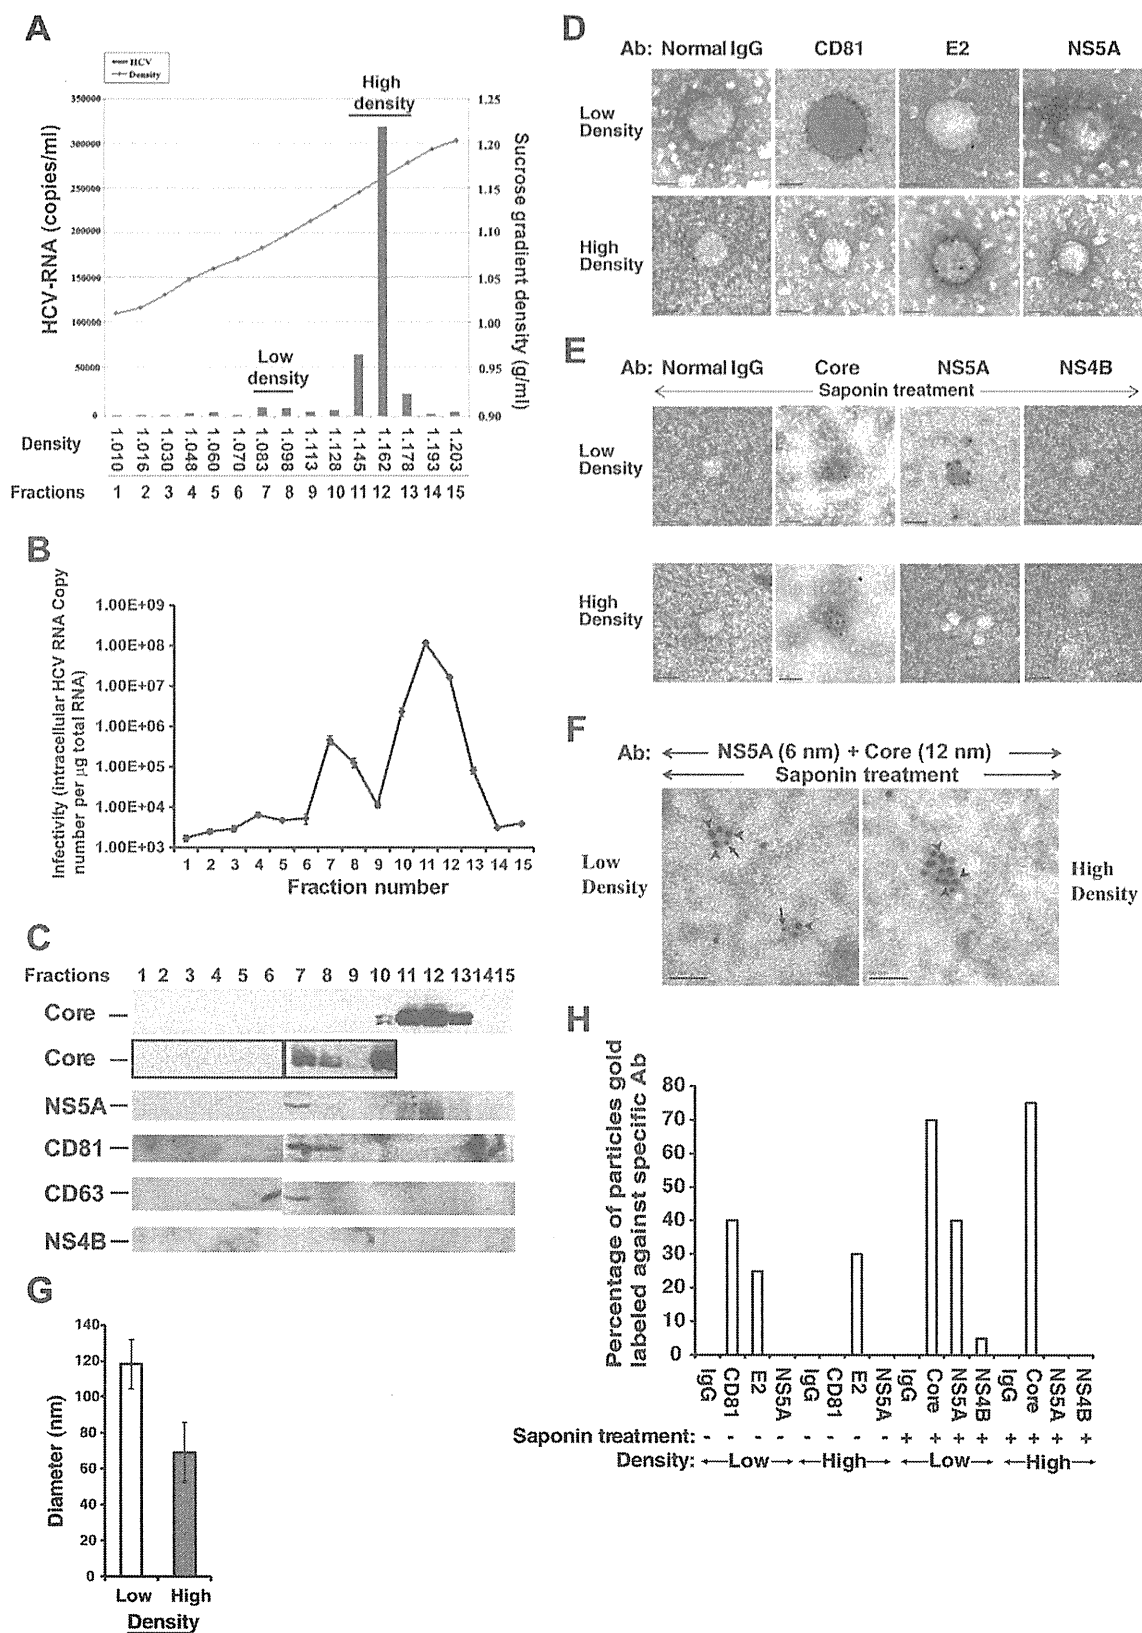 A
HCV
Density
High
density
HCV-RNA (copies/ml)
350000
300000
250000
200000
150000
100000
50000
0
1.25
1.20
1.15
1.10
1.05
1.00
0.95
0.90
Sucrose gradient density (g/ml)
Low
density
Density 1.010 1.016 1.030 1.048 1.060 1.070 1.083 1.098 1.113 1.128 1.145 1.162 1.178 1.193 1.203
Fractions 1 2 3 4 5 6 7 8 9 10 11 12 13 14 15
B
Infectivity (intracellular HCV RNA Copy
number per µg total RNA)
1.00E+09
1.00E+08
1.00E+07
1.00E+06
1.00E+05
1.00E+04
1.00E+03
1 2 3 4 5 6 7 8 9 10 11 12 13 14 15
Fraction number
C
Fractions 1 2 3 4 5 6 7 8 9 10 11 12 13 14 15
Core
Core
NS5A
CD81
CD63
NS4B
G
Diameter (nm)
140
120
100
80
60
40
20
0
Low High
Density
D
Ab: Normal IgG CD81 E2 NS5A
Low
Density
High
Density
E
Ab: Normal IgG Core NS5A NS4B
Saponin treatment
Low
Density
High
Density
F
Ab: NS5A (6 nm) + Core (12 nm)
Saponin treatment
Low
Density
High
Density
H
Percentage of particles gold
labeled against specific Ab
80
70
60
50
40
30
20
10
0
IgG CD81 E2 NS5A IgG CD81 E2 NS5A IgG Core NS5A NS4B IgG Core NS5A NS4B
Saponin treatment: - - - - - - - - + + + + + + + +
Density: Low High Low High